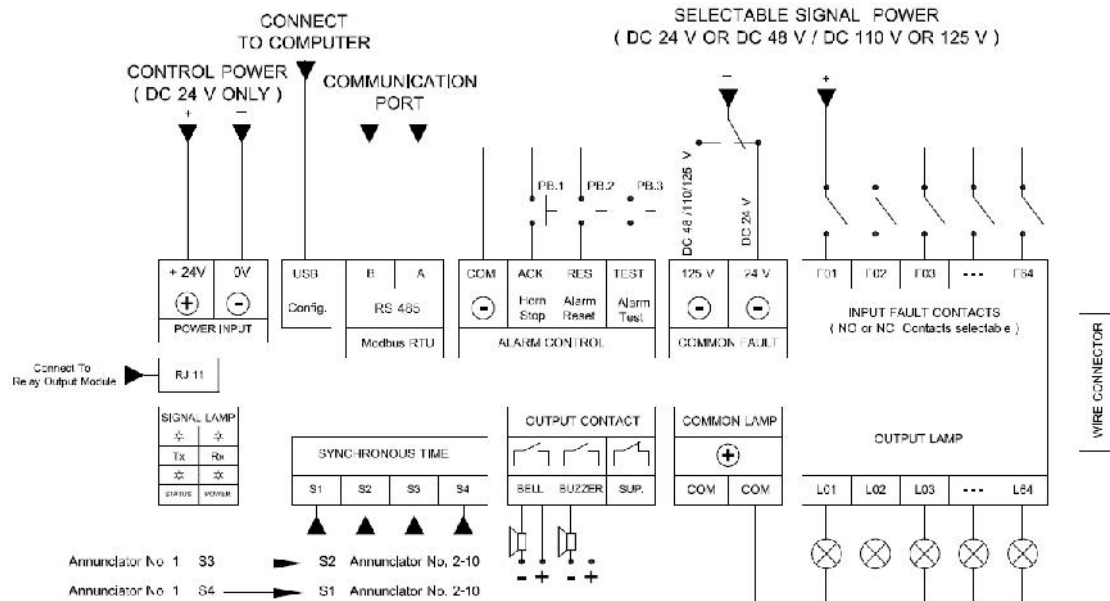 CONNECT
TO COMPUTER
SELECTABLE SIGNAL POWER
( DC 24 V OR DC 48 V / DC 110 V OR 125 V )
CONTROL POWER
( DC 24 V ONLY )
COMMUNICATION
PORT
+ − − +
PB.1 PB.2 PB.3
DC 48 /110/125 V
DC 24 V
+ 24V 0V
USB B A
COM ACK RES TEST
125 V 24 V
F01 F02 F03 --- F64
+ -
Config. RS 485
- Horn Stop Alarm Reset Alarm Test
- -
INPUT FAULT CONTACTS
( NO or NC Contacts selectable )
POWER INPUT
Modbus RTU
ALARM CONTROL
COMMON FAULT
WIRE CONNECTOR
Connect To
Relay Output Module
RJ 11
SIGNAL LAMP
Tx Rx
STATUS POWER
SYNCHRONOUS TIME
S1 S2 S3 S4
OUTPUT CONTACT
BELL BUZZER SUP.
COMMON LAMP
+
COM COM
OUTPUT LAMP
L01 L02 L03 --- L64
- + - +
Annunciator No. 1 S3 S2 Annunciator No. 2-10
Annunciator No. 1 S4 S1 Annunciator No. 2-10